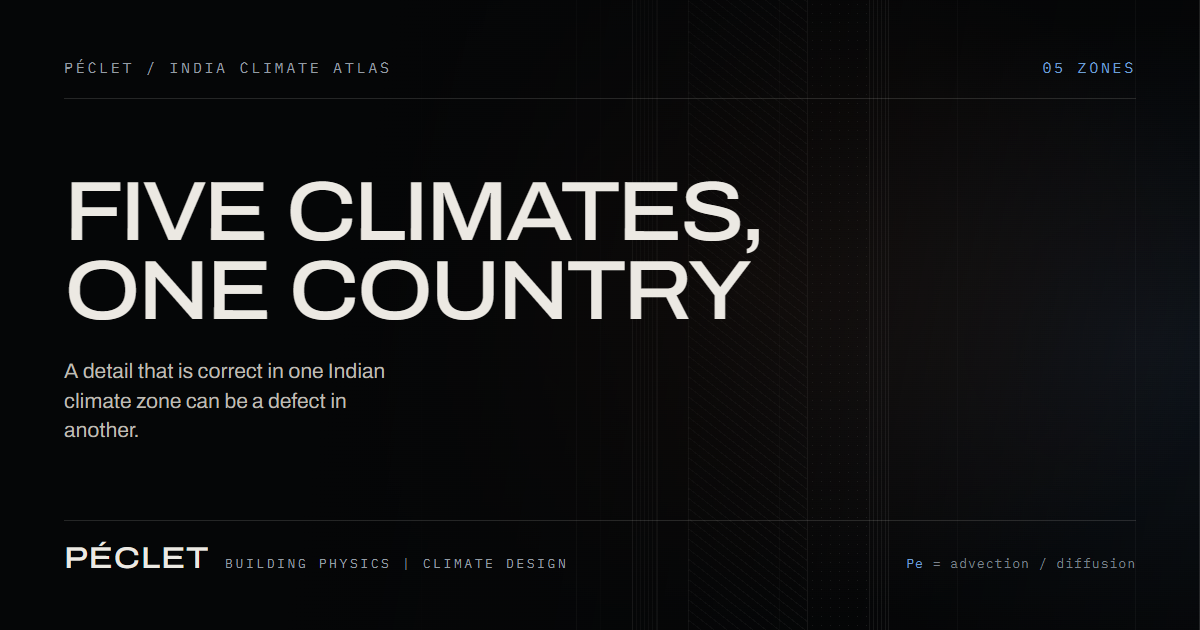 PÉCLET / INDIA CLIMATE ATLAS
05 ZONES
FIVE CLIMATES,
ONE COUNTRY
A detail that is correct in one Indian
climate zone can be a defect in
another.
PÉCLET BUILDING PHYSICS | CLIMATE DESIGN
Pe = advection / diffusion